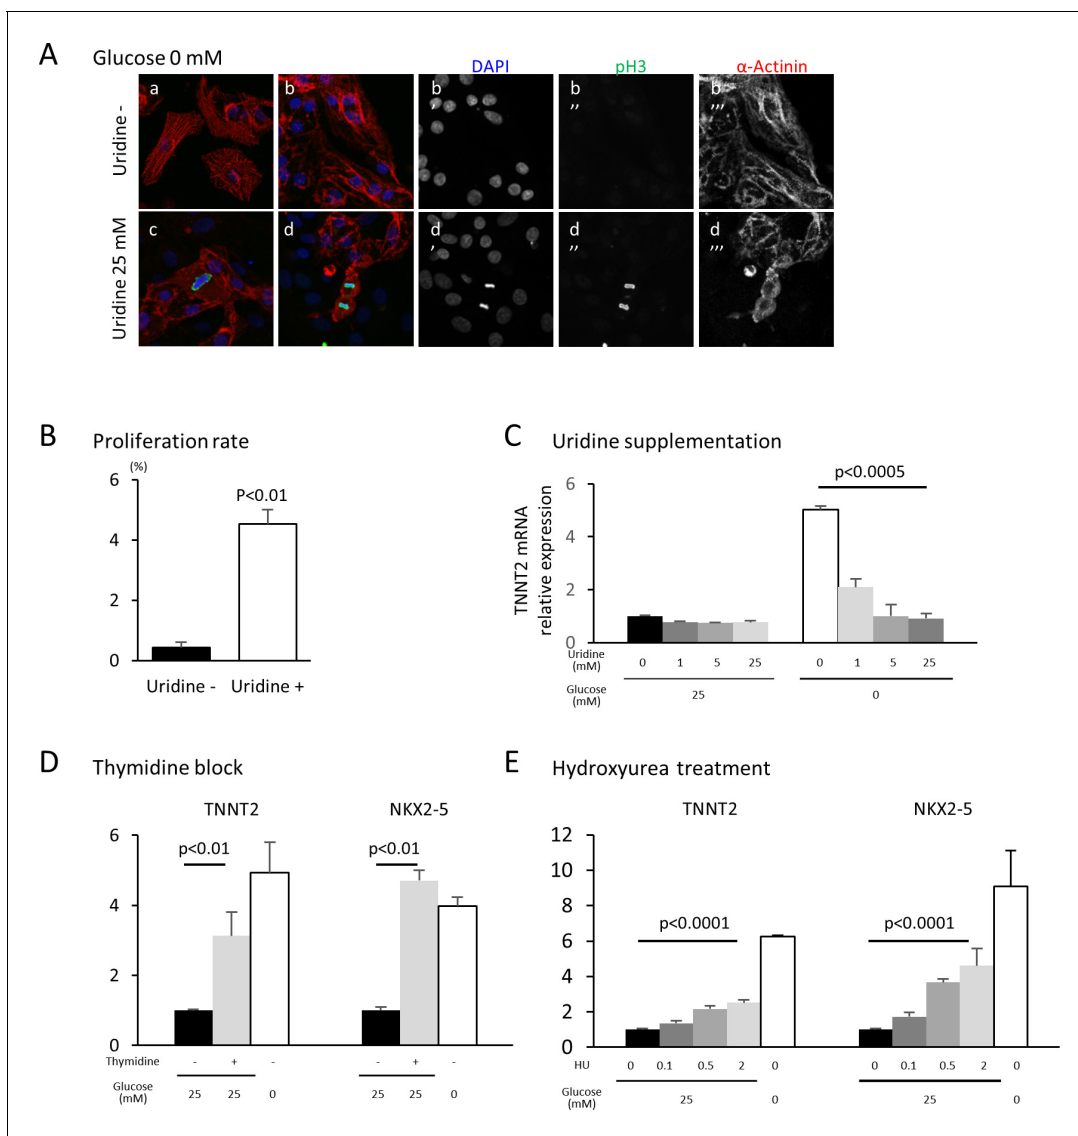 A Glucose 0 mM
DAPI pH3 α-Actinin
Uridine -
a b b , b ,, b ,,,
Uridine 25 mM
c d d , d ,, d ,,,
B Proliferation rate
(%)
6
4
2
0
P<0.01
Uridine - Uridine +
C Uridine supplementation
TNNT2 mRNA
relative expression
6
4
2
0
p<0.0005
Uridine
(mM)
0 1 5 25 0 1 5 25
Glucose
(mM)
25 0
D Thymidine block
TNNT2 NKX2-5
6
4
2
0
p<0.01 p<0.01
Thymidine - + - - + -
Glucose
(mM)
25 25 0 25 25 0
E Hydroxyurea treatment
TNNT2 NKX2-5
12
10
8
6
4
2
0
p<0.0001 p<0.0001
HU 0 0.1 0.5 2 0 0 0.1 0.5 2 0
Glucose
(mM)
25 0 25 0